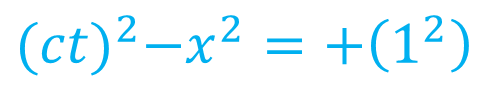 (ct)²−x² = +(1²)